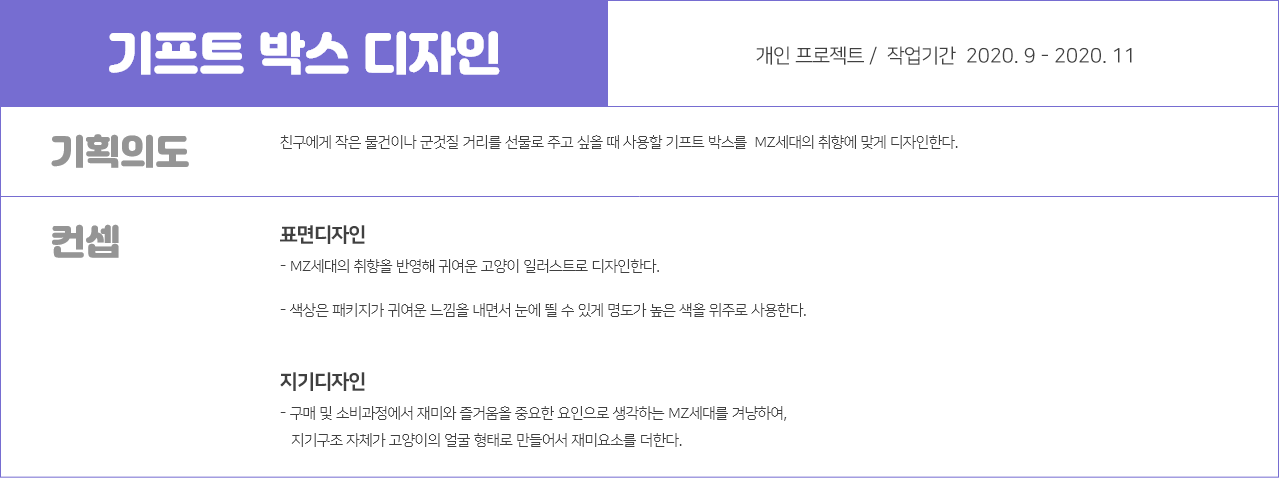 기프트 박스 디자인
개인 프로젝트 / 작업기간 2020. 9 - 2020. 11
기획의도
친구에게 작은 물건이나 군것질 거리를 선물로 주고 싶을 때 사용할 기프트 박스를 MZ세대의 취향에 맞게 디자인한다.
컨셉
표면디자인
- MZ세대의 취향을 반영해 귀여운 고양이 일러스트로 디자인한다.
- 색상은 패키지가 귀여운 느낌을 내면서 눈에 띌 수 있게 명도가 높은 색을 위주로 사용한다.
지기디자인
- 구매 및 소비과정에서 재미와 즐거움을 중요한 요인으로 생각하는 MZ세대를 겨냥하여,
지기구조 자체가 고양이의 얼굴 형태로 만들어서 재미요소를 더한다.